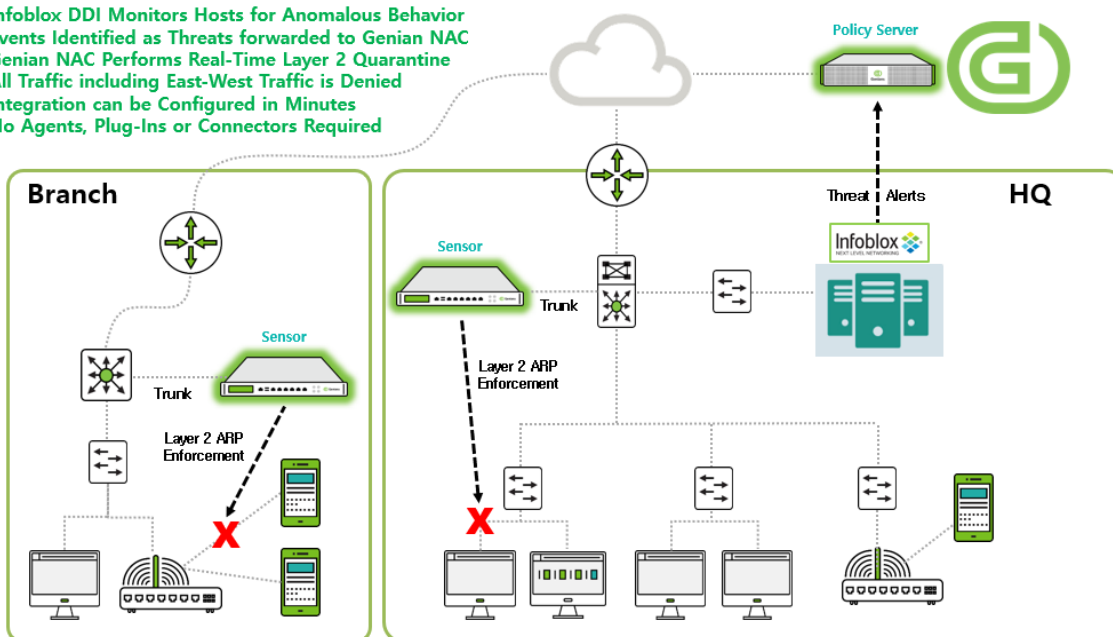 nfoblox DDI Monitors Hosts for Anomalous Behavior
vents Identified as Threats forwarded to Genian NAC
enian NAC Performs Real-Time Layer 2 Quarantine
ll Traffic including East-West Traffic is Denied
ntegration can be Configured in Minutes
o Agents, Plug-Ins or Connectors Required
Policy Server
Branch
HQ
Threat Alerts
Infoblox
NEXT LEVEL NETWORKING
Sensor
Trunk
Layer 2 ARP
Enforcement
Sensor
Trunk
Layer 2 ARP
Enforcement
X
X